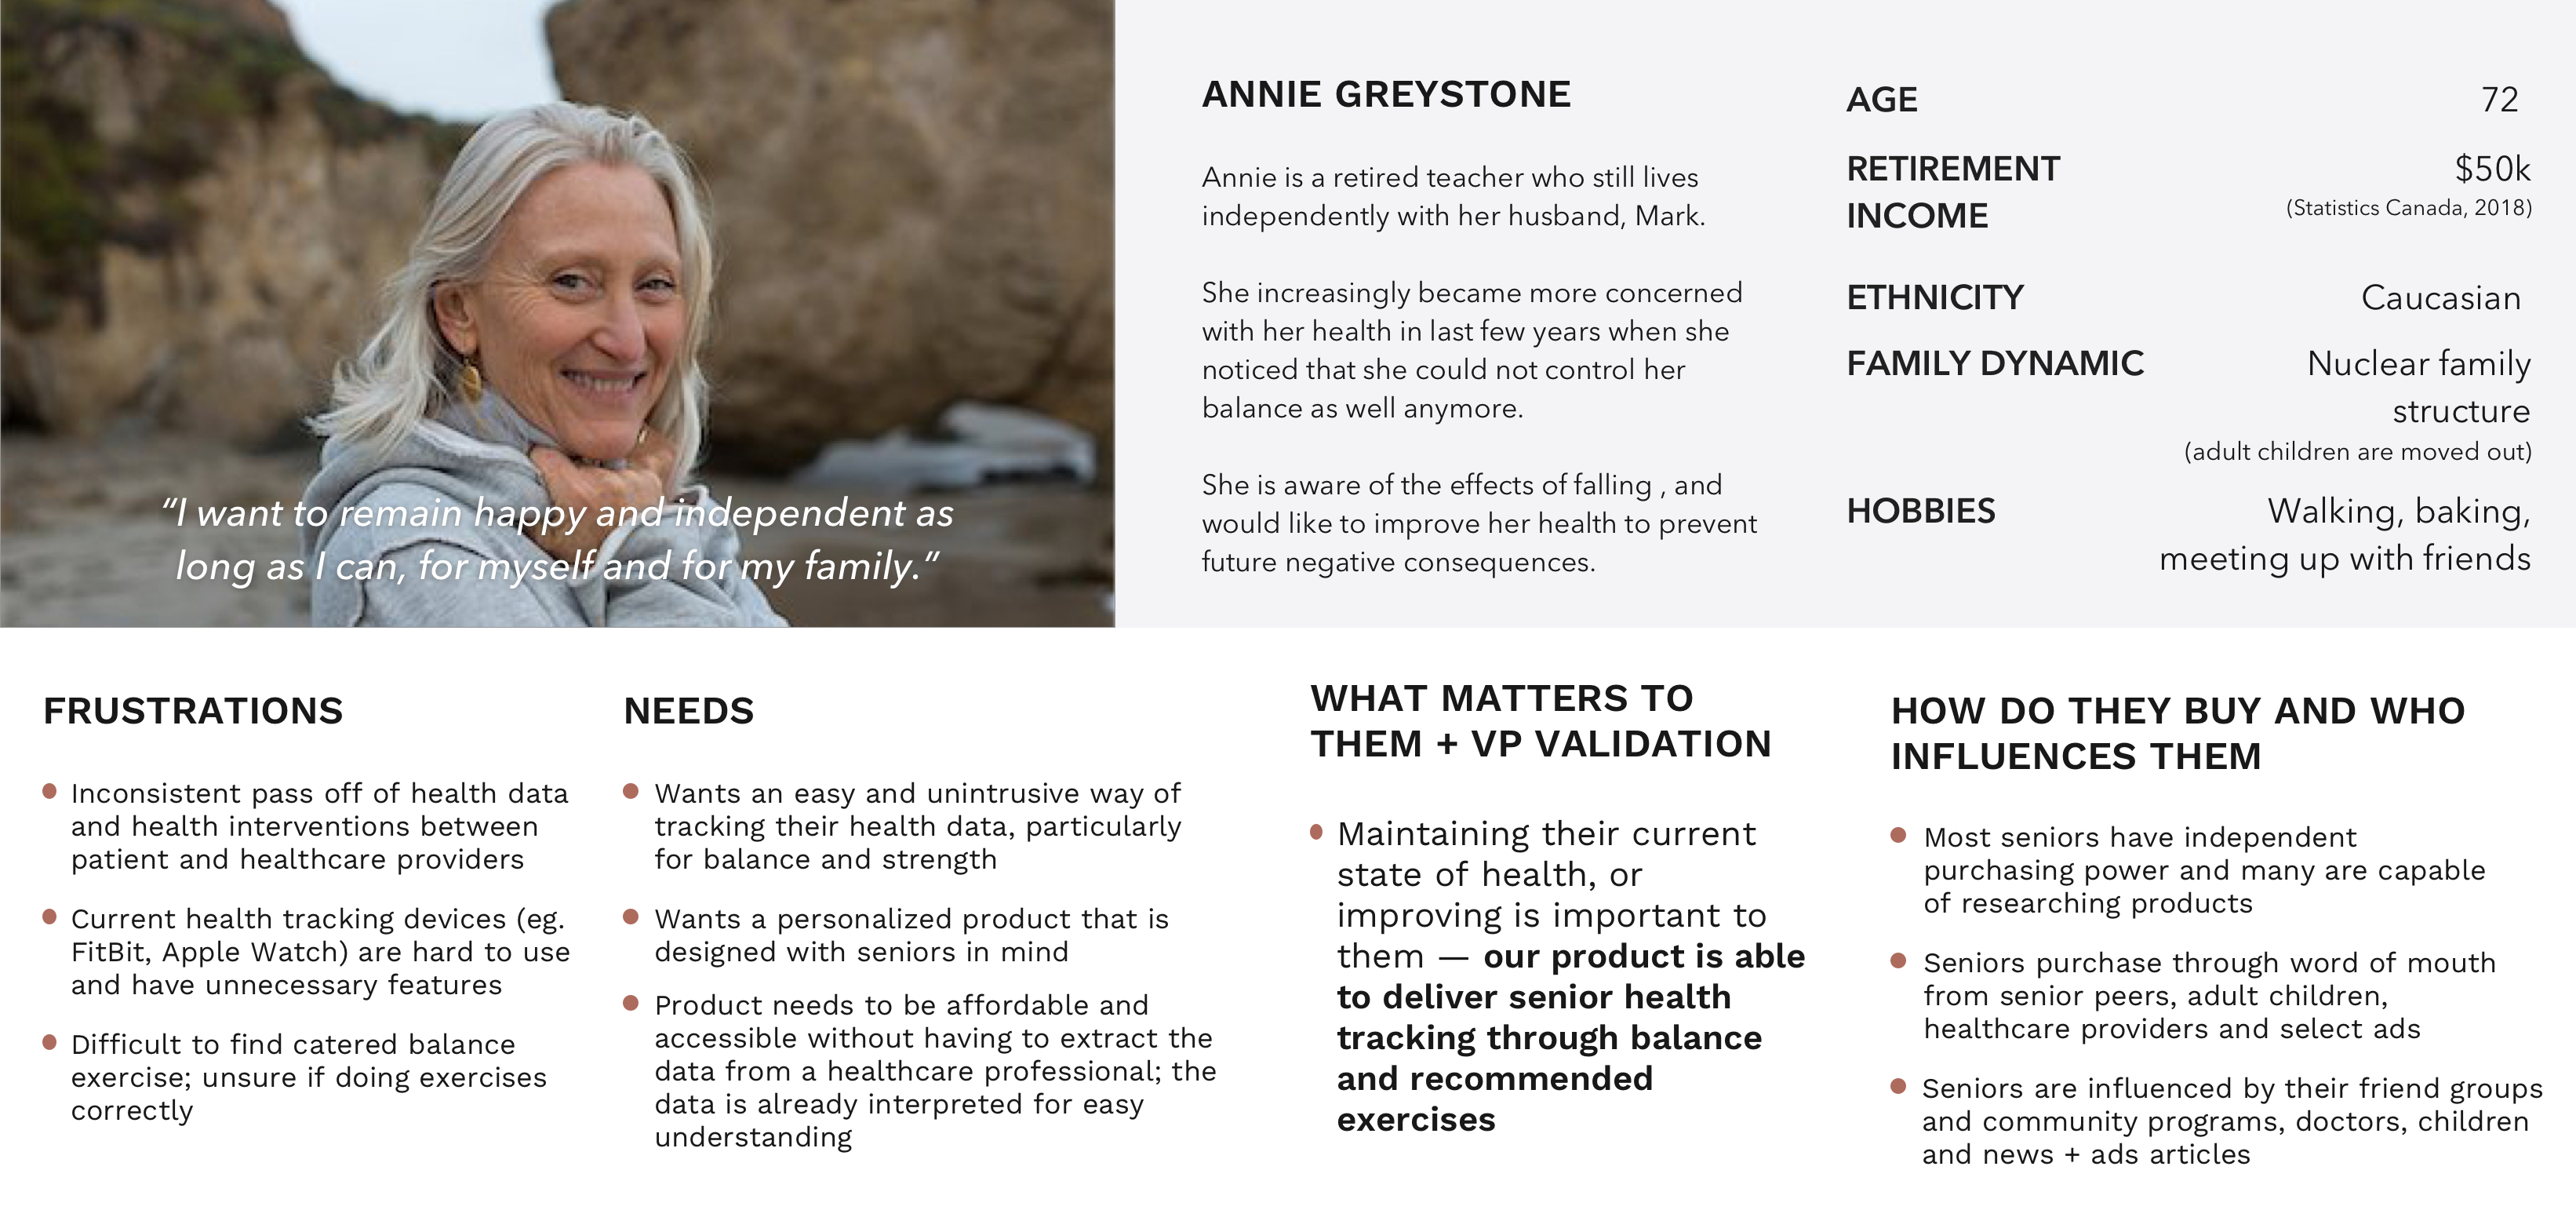 “I want to remain happy and independent as
long as I can, for myself and for my family.”
ANNIE GREYSTONE
Annie is a retired teacher who still lives
independently with her husband, Mark.
She increasingly became more concerned
with her health in last few years when she
noticed that she could not control her
balance as well anymore.
She is aware of the effects of falling , and
would like to improve her health to prevent
future negative consequences.
AGE 72
RETIREMENT $50k
INCOME (Statistics Canada, 2018)
ETHNICITY Caucasian
FAMILY DYNAMIC Nuclear family
structure
(adult children are moved out)
HOBBIES Walking, baking,
meeting up with friends
FRUSTRATIONS
Inconsistent pass off of health data
and health interventions between
patient and healthcare providers
Current health tracking devices (eg.
FitBit, Apple Watch) are hard to use
and have unnecessary features
Difficult to find catered balance
exercise; unsure if doing exercises
correctly
NEEDS
Wants an easy and unintrusive way of
tracking their health data, particularly
for balance and strength
Wants a personalized product that is
designed with seniors in mind
Product needs to be affordable and
accessible without having to extract the
data from a healthcare professional; the
data is already interpreted for easy
understanding
WHAT MATTERS TO
THEM + VP VALIDATION
Maintaining their current
state of health, or
improving is important to
them — our product is able
to deliver senior health
tracking through balance
and recommended
exercises
HOW DO THEY BUY AND WHO
INFLUENCES THEM
Most seniors have independent
purchasing power and many are capable
of researching products
Seniors purchase through word of mouth
from senior peers, adult children,
healthcare providers and select ads
Seniors are influenced by their friend groups
and community programs, doctors, children
and news + ads articles